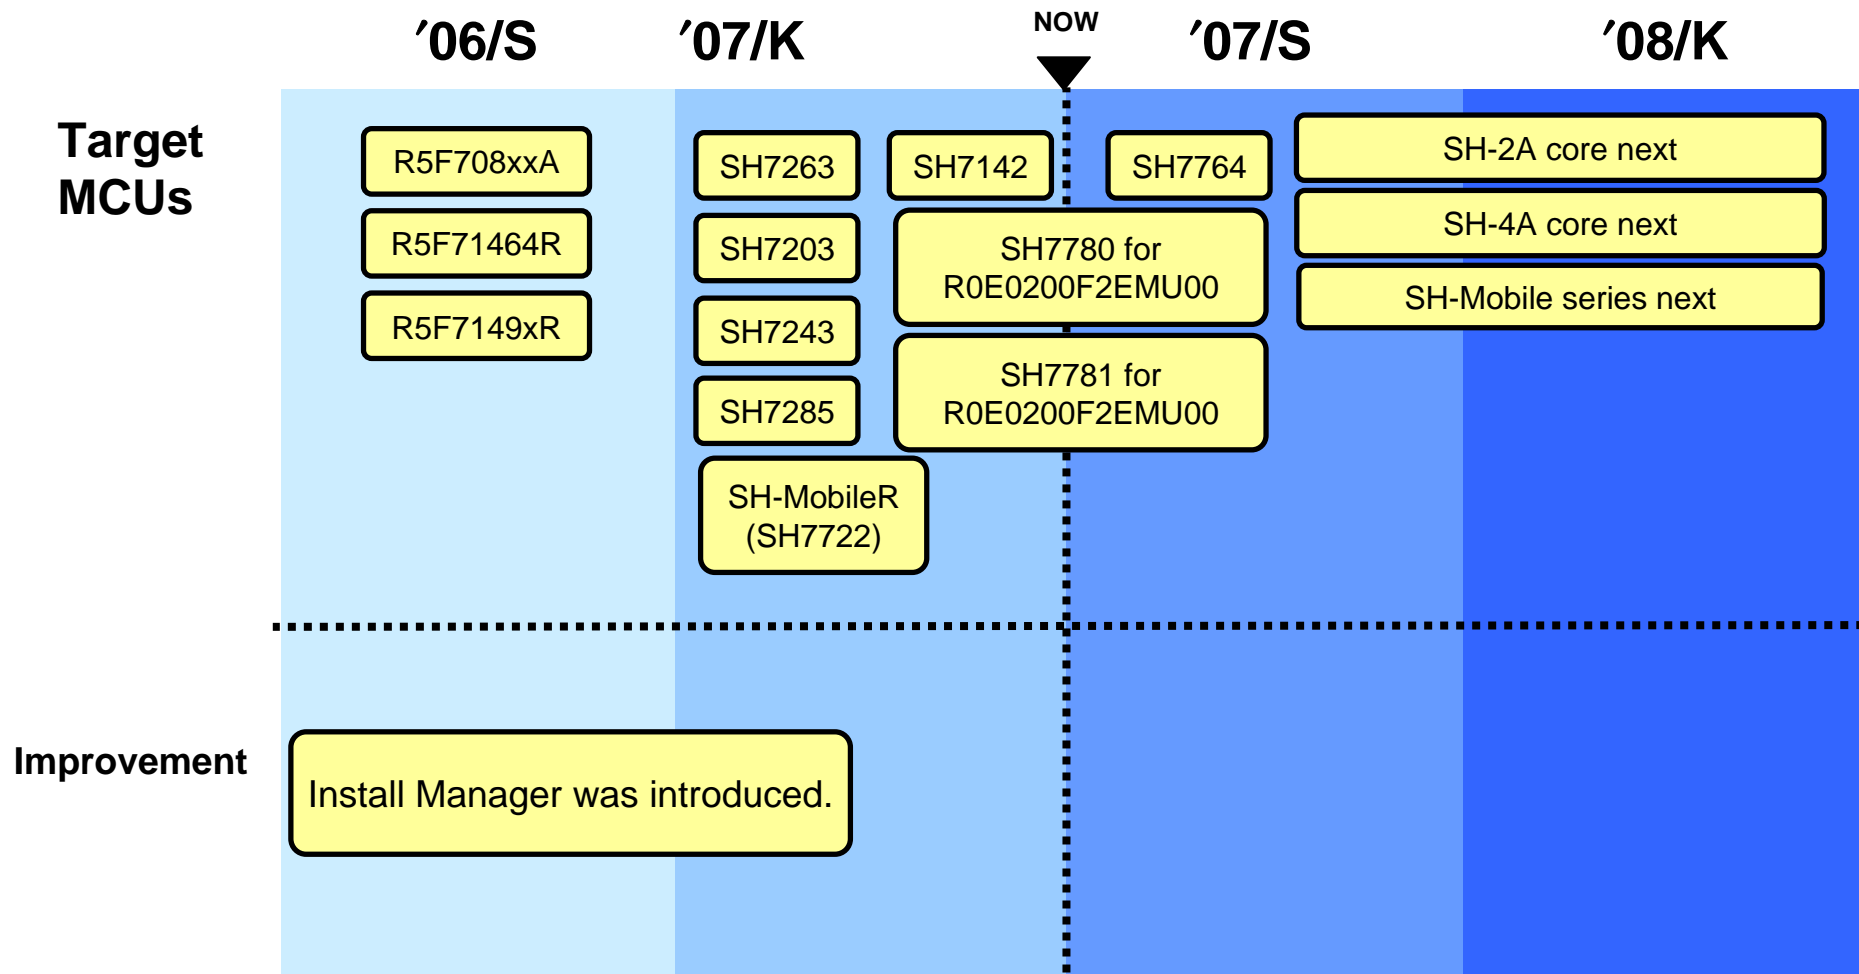 ′06/S
′07/K
NOW
′07/S
′08/K
Target
MCUs
R5F708xxA
R5F71464R
R5F7149xR
SH7263
SH7203
SH7243
SH7285
SH-MobileR
(SH7722)
SH7142
SH7764
SH7780 for
R0E0200F2EMU00
SH7781 for
R0E0200F2EMU00
SH-2A core next
SH-4A core next
SH-Mobile series next
Improvement
Install Manager was introduced.